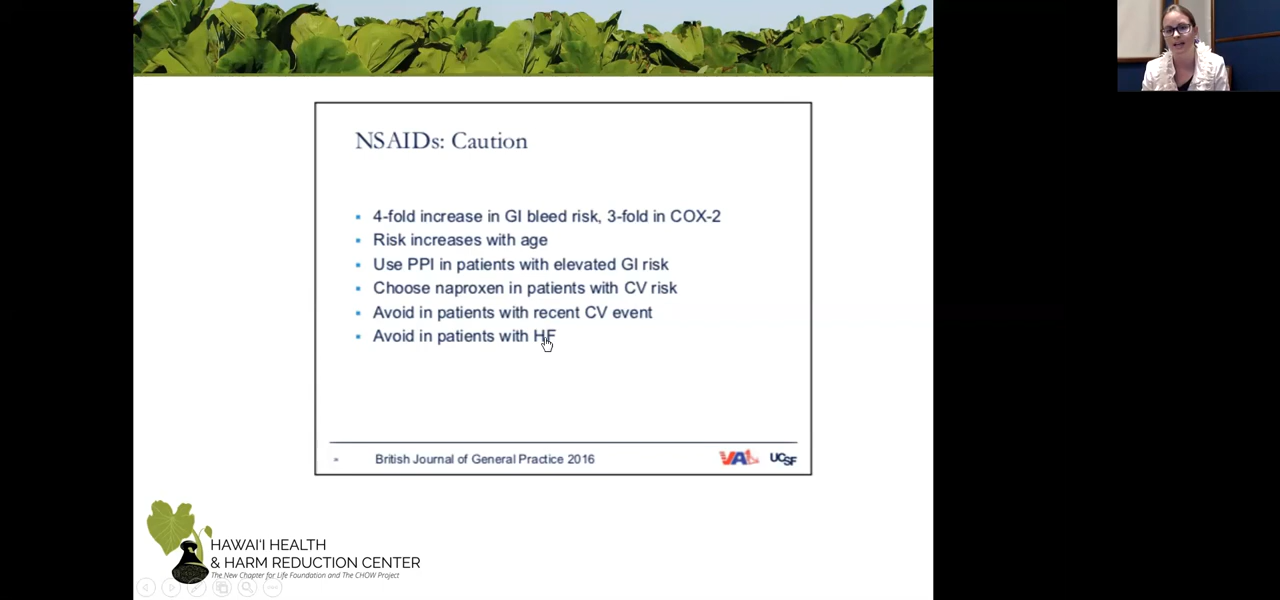 NSAIDs: Caution
4-fold increase in GI bleed risk, 3-fold in COX-2
Risk increases with age
Use PPI in patients with elevated GI risk
Choose naproxen in patients with CV risk
Avoid in patients with recent CV event
Avoid in patients with HF
British Journal of General Practice 2016
VA
UCSF
HAWAI'I HEALTH
& HARM REDUCTION CENTER
The New Chapter for Life Foundation and The CHOW Project